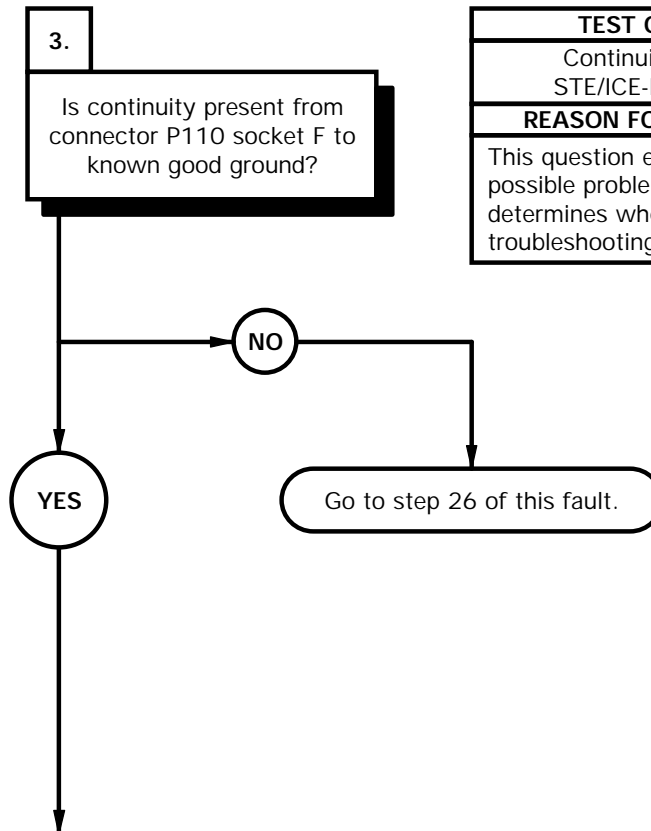 3.
Is continuity present from
connector P110 socket F to
known good ground?
TEST
Continui
STE/ICE-
REASON FO
This question e
possible proble
determines wh
troubleshooting
NO
YES
Go to step 26 of this fault.